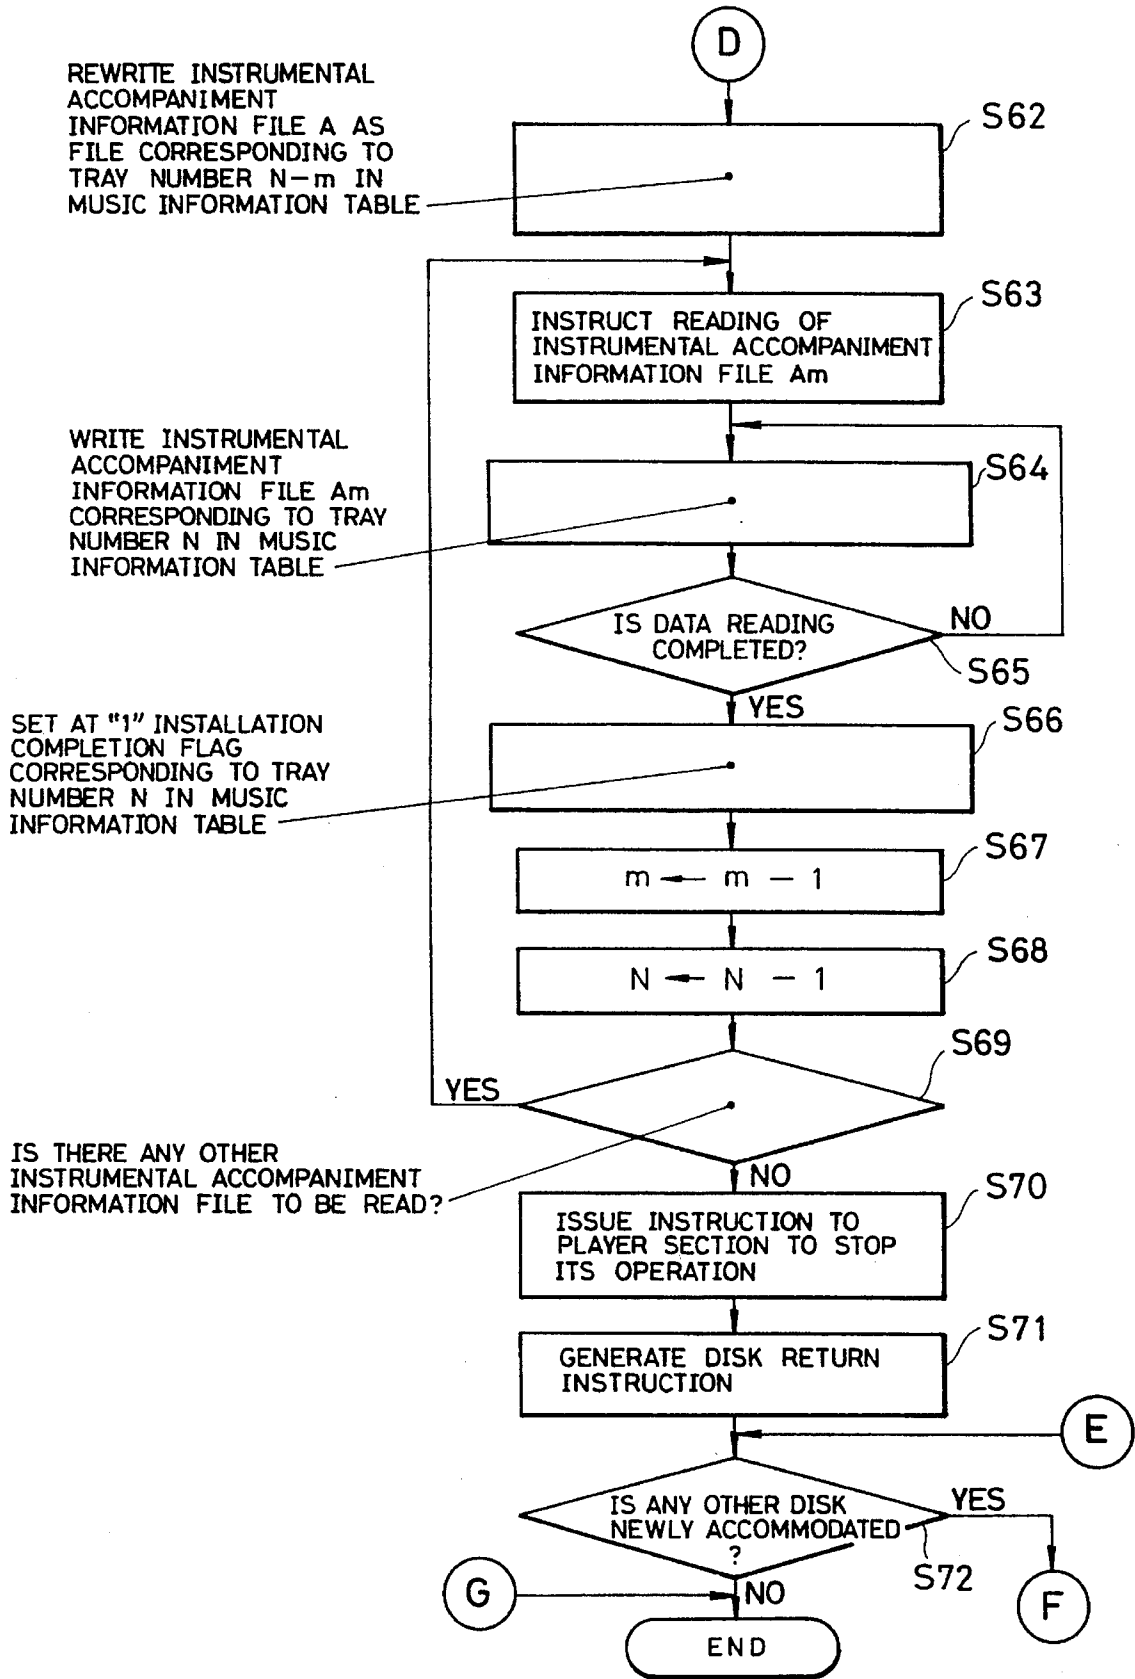 D
REWRITE INSTRUMENTAL
ACCOMPANIMENT
INFORMATION FILE A AS
FILE CORRESPONDING TO
TRAY NUMBER N-m IN
MUSIC INFORMATION TABLE
S62
S63
INSTRUCT READING OF
INSTRUMENTAL ACCOMPANIMENT
INFORMATION FILE Am
WRITE INSTRUMENTAL
ACCOMPANIMENT
INFORMATION FILE Am
CORRESPONDING TO TRAY
NUMBER N IN MUSIC
INFORMATION TABLE
S64
IS DATA READING
COMPLETED?
NO
S65
YES
SET AT "1" INSTALLATION
COMPLETION FLAG
CORRESPONDING TO TRAY
NUMBER N IN MUSIC
INFORMATION TABLE
S66
S67
m ← m - 1
S68
N ← N - 1
S69
YES
IS THERE ANY OTHER
INSTRUMENTAL ACCOMPANIMENT
INFORMATION FILE TO BE READ?
NO
S70
ISSUE INSTRUCTION TO
PLAYER SECTION TO STOP
ITS OPERATION
S71
GENERATE DISK RETURN
INSTRUCTION
E
IS ANY OTHER DISK
NEWLY ACCOMMODATED
?
YES
S72
G
NO
F
END